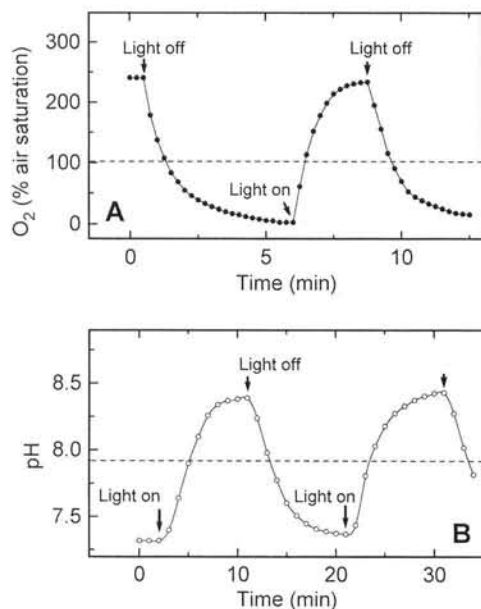 300
Light off
Light off
200
O₂ (% air saturation)
100
Light on
A
0
0
5
10
Time (min)
Light off
8.5
pH
8.0
Light on
Light on
7.5
B
0
10
20
30
Time (min)